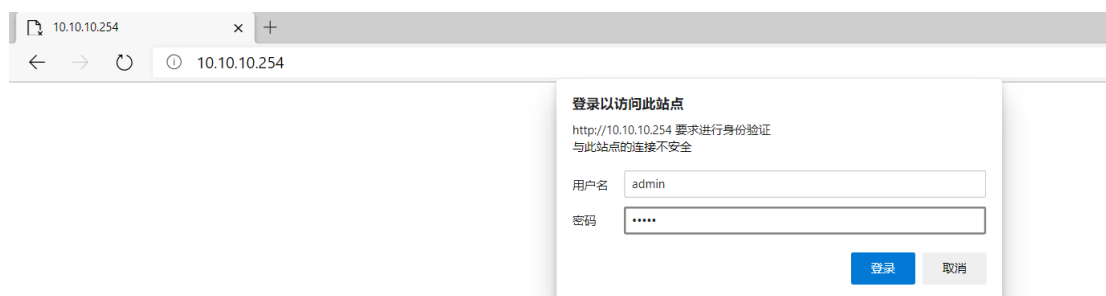 10.10.10.254
10.10.10.254
登录以访问此站点
http://10.10.10.254 要求进行身份验证
与此站点的连接不安全
用户名 admin
密码 •••••
登录 取消